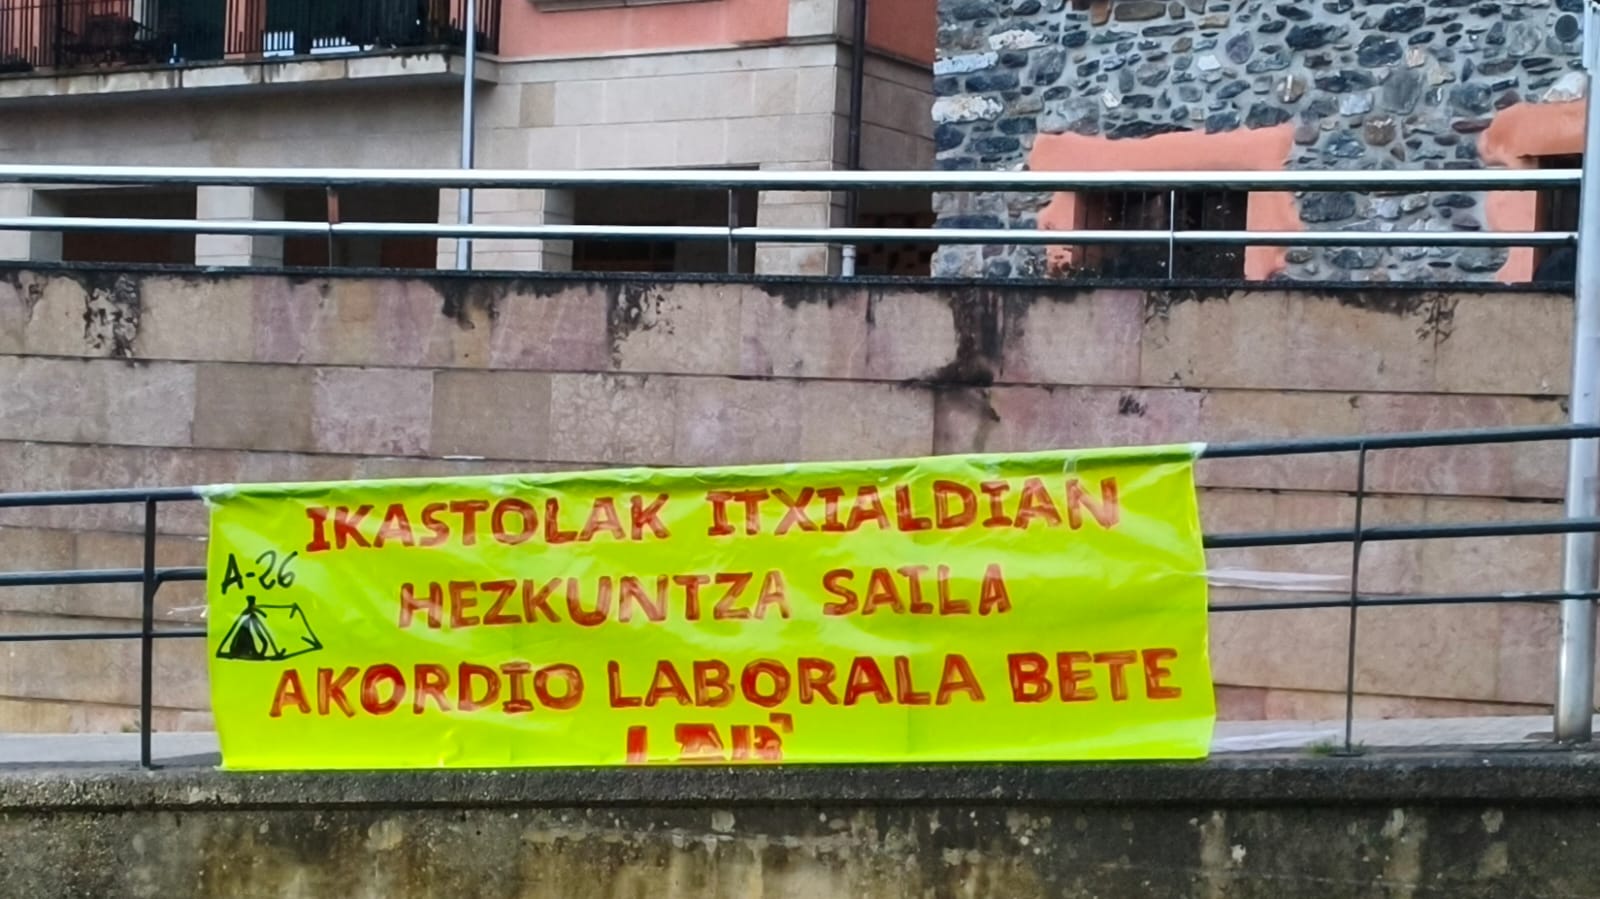 IKASTOLAK ITXIALDIAN
A-26
HEZKUNTZA SAILA
AKORDIO LABORALA BETE
LAB